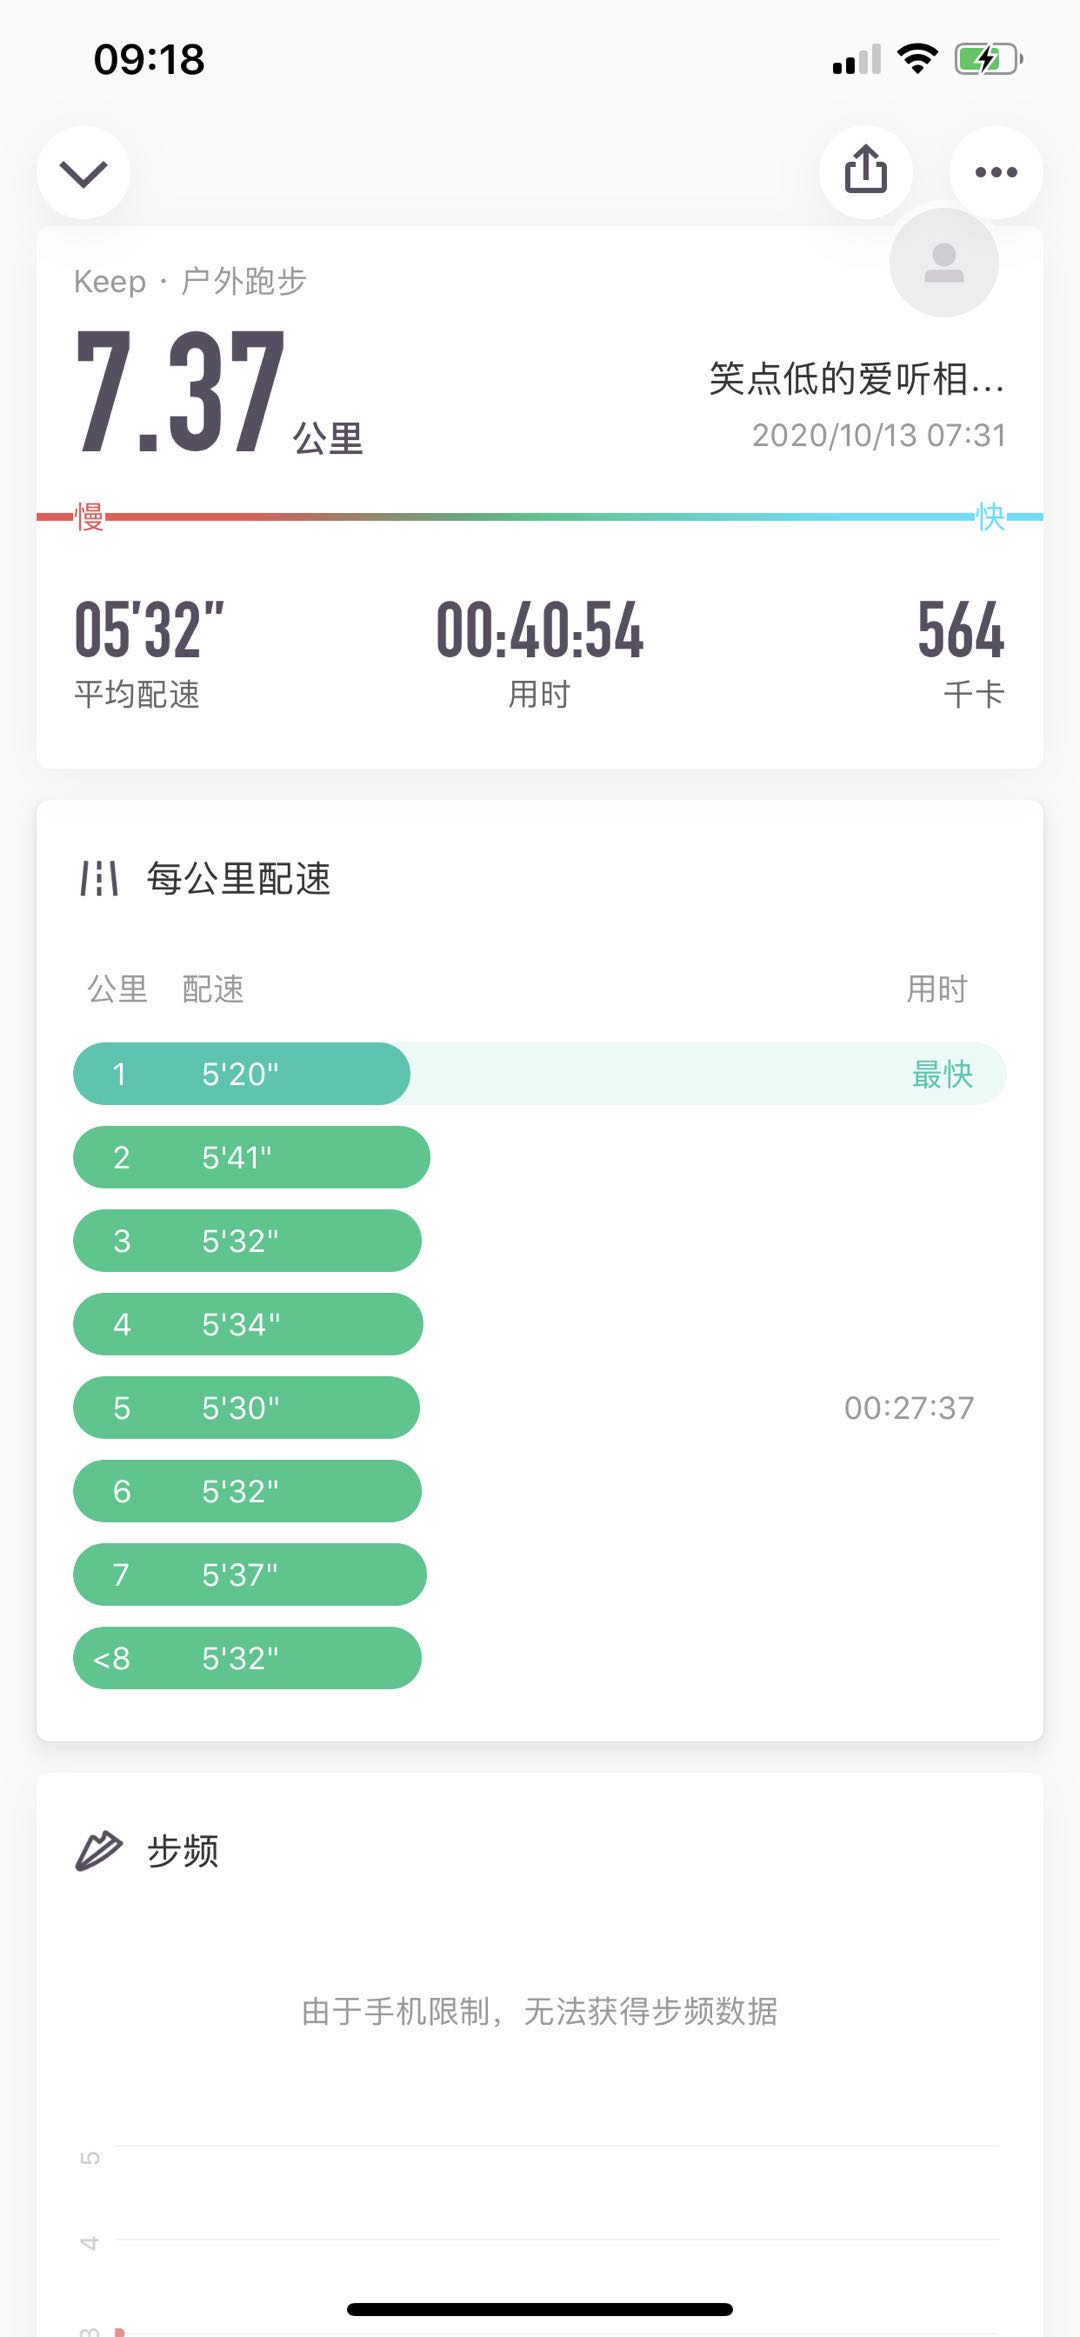 09:18
Keep · 户外跑步
7.37公里
笑点低的爱听相...
2020/10/13 07:31
慢 快
05'32" 00:40:54 564
平均配速 用时 千卡
每公里配速
公里 配速 用时
1 5'20" 最快
2 5'41"
3 5'32"
4 5'34"
5 5'30" 00:27:37
6 5'32"
7 5'37"
<8 5'32"
步频
由于手机限制，无法获得步频数据
5
4
3